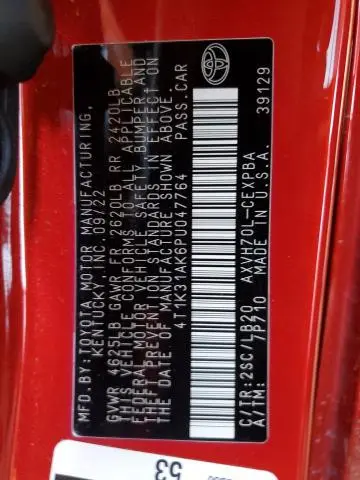 MFD.BY:TOYOTA MOTOR MANUFACTURING,
KENTUCKY, INC. 09/22
GVWR 4625LB GAWR FR 2620LB RR 2420LB
THIS VEHICLE CONFORMS TO ALL APPLICABLE
FEDERAL MOTOR VEHICLE SAFETY, BUMPER, AND
THEFT PREVENTION STANDARDS IN EFFECT ON
THE DATE OF MANUFACTURE SHOWN ABOVE.
4T1K31AK6PU047764 PASS.CAR
C/TR:2SC/LB20 AXVH70L-CEXPBA
A/TM: 7P710 U.S.A. 39129
53